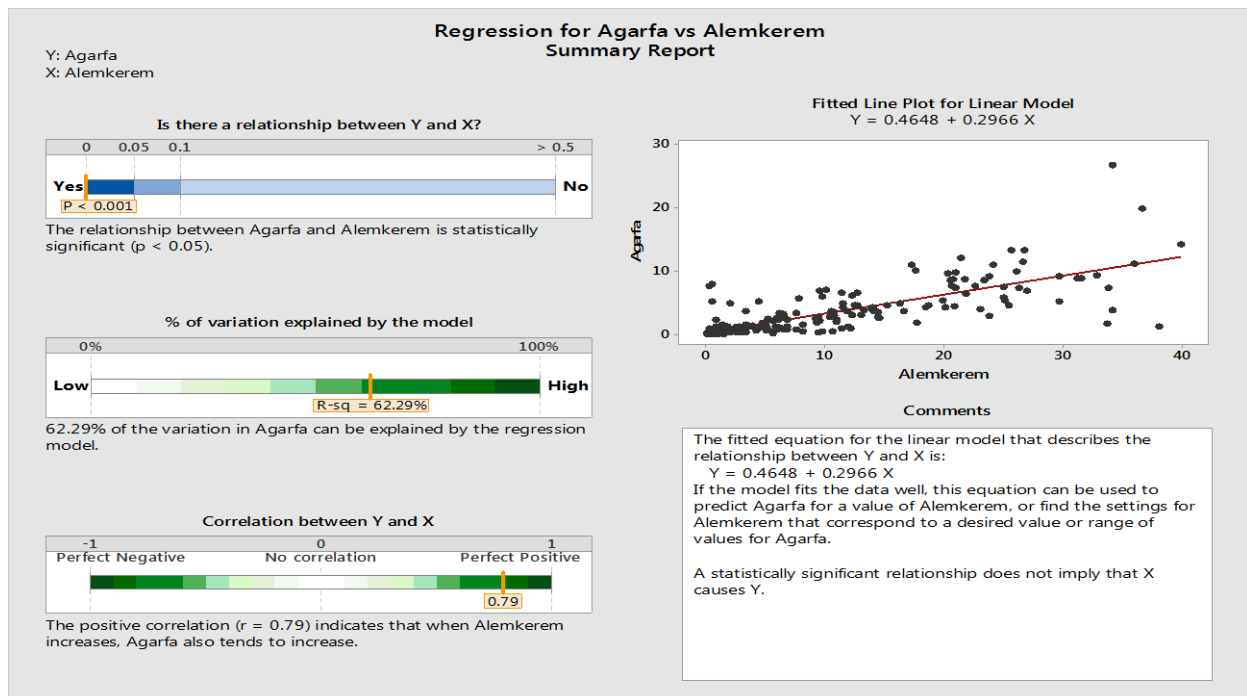 Regression for Agarfa vs Alemkerem
Summary Report
Y: Agarfa
X: Alemkerem
Is there a relationship between Y and X?
0 0.05 0.1 > 0.5
Yes No
P < 0.001
The relationship between Agarfa and Alemkerem is statistically
significant (p < 0.05).
% of variation explained by the model
0% 100%
Low High
R-sq = 62.29%
62.29% of the variation in Agarfa can be explained by the regression
model.
Correlation between Y and X
-1 0 1
Perfect Negative No correlation Perfect Positive
0.79
The positive correlation (r = 0.79) indicates that when Alemkerem
increases, Agarfa also tends to increase.
Fitted Line Plot for Linear Model
Y = 0.4648 + 0.2966 X
30
20
10
0
Agarfa
0 10 20 30 40
Alemkerem
Comments
The fitted equation for the linear model that describes the
relationship between Y and X is:
Y = 0.4648 + 0.2966 X
If the model fits the data well, this equation can be used to
predict Agarfa for a value of Alemkerem, or find the settings for
Alemkerem that correspond to a desired value or range of
values for Agarfa.
A statistically significant relationship does not imply that X
causes Y.